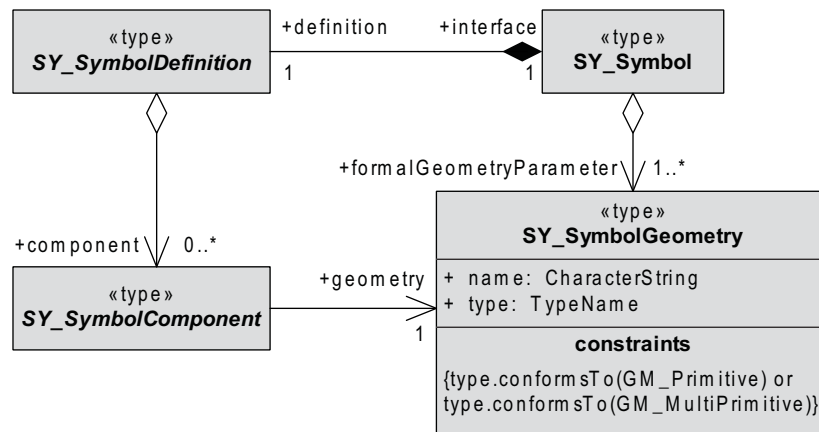 «type»
SY_SymbolDefinition
+definition
1
+interface
1
«type»
SY_Symbol
+formalGeometryParameter
1..*
+component
0..*
«type»
SY_SymbolComponent
+geometry
1
«type»
SY_SymbolGeometry
+ name: CharacterString
+ type: TypeName
constraints
{type.conformsTo(GM_Primitive) or
type.conformsTo(GM_MultiPrimitive)}